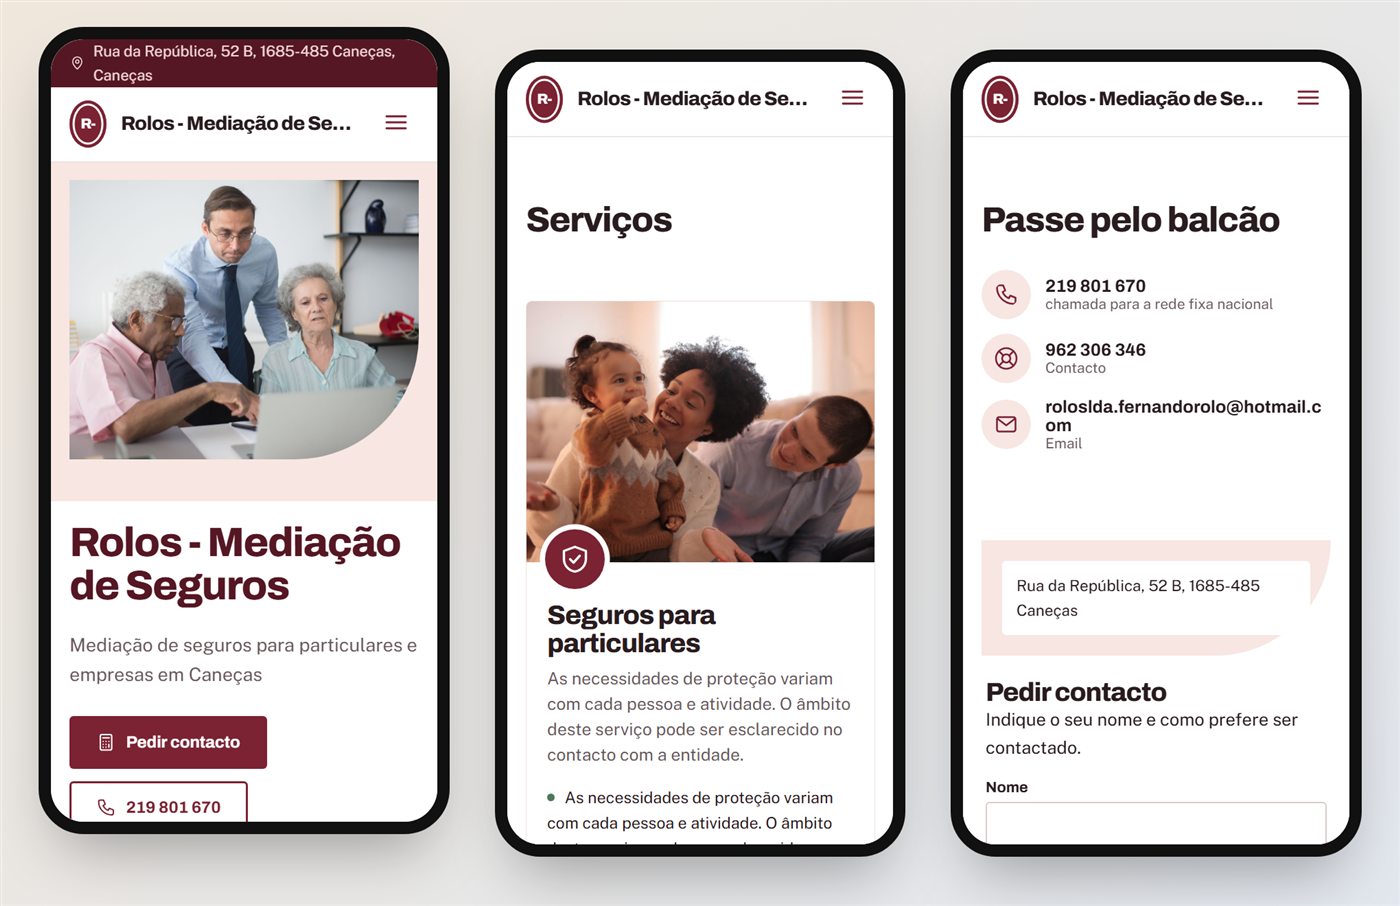 Rua da República, 52 B, 1685-485 Caneças,
Caneças
R-
Rolos - Mediação de Se...
Rolos - Mediação
de Seguros
Mediação de seguros para particulares e
empresas em Caneças
Pedir contacto
219 801 670
R-
Rolos - Mediação de Se...
Serviços
Seguros para
particulares
As necessidades de proteção variam
com cada pessoa e atividade. O âmbito
deste serviço pode ser esclarecido no
contacto com a entidade.
As necessidades de proteção variam
com cada pessoa e atividade. O âmbito
R-
Rolos - Mediação de Se...
Passe pelo balcão
219 801 670
chamada para a rede fixa nacional
962 306 346
Contacto
roloslda.fernandorolo@hotmail.c
om
Email
Rua da República, 52 B, 1685-485
Caneças
Pedir contacto
Indique o seu nome e como prefere ser
contactado.
Nome